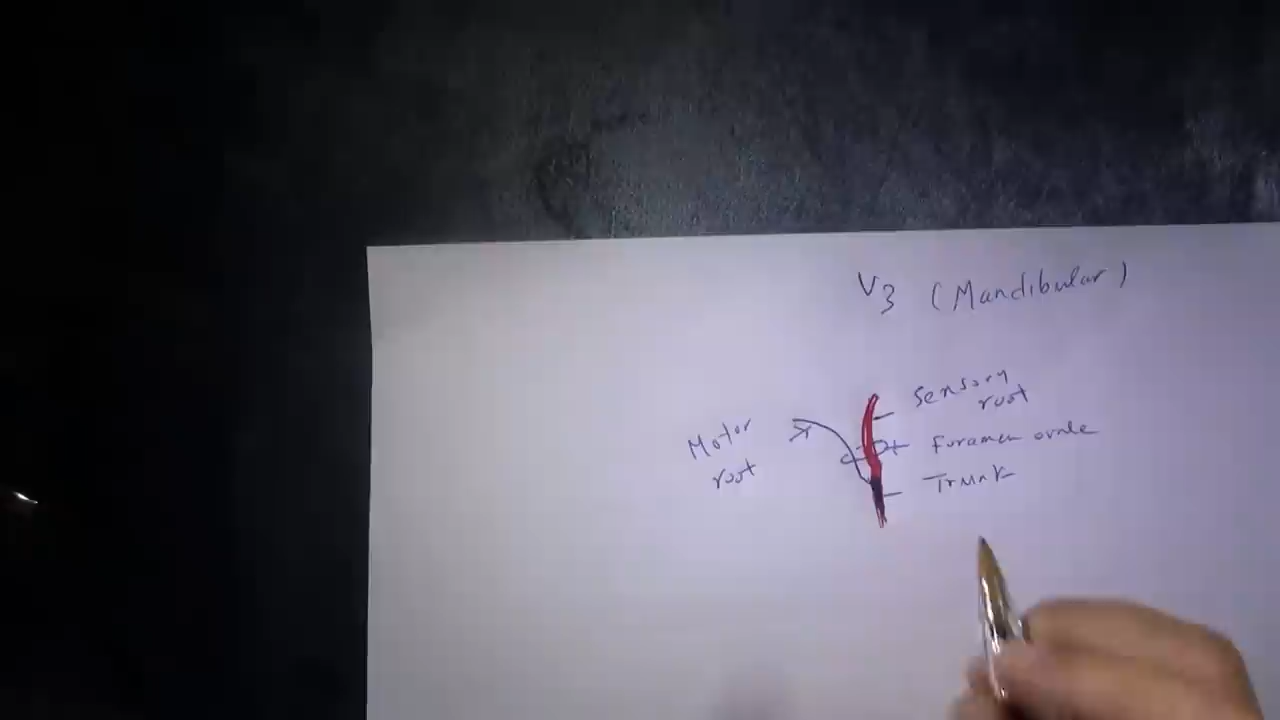 V3 (Mandibular)
Sensory
root
Motor
root
Foramen ovale
Trunk